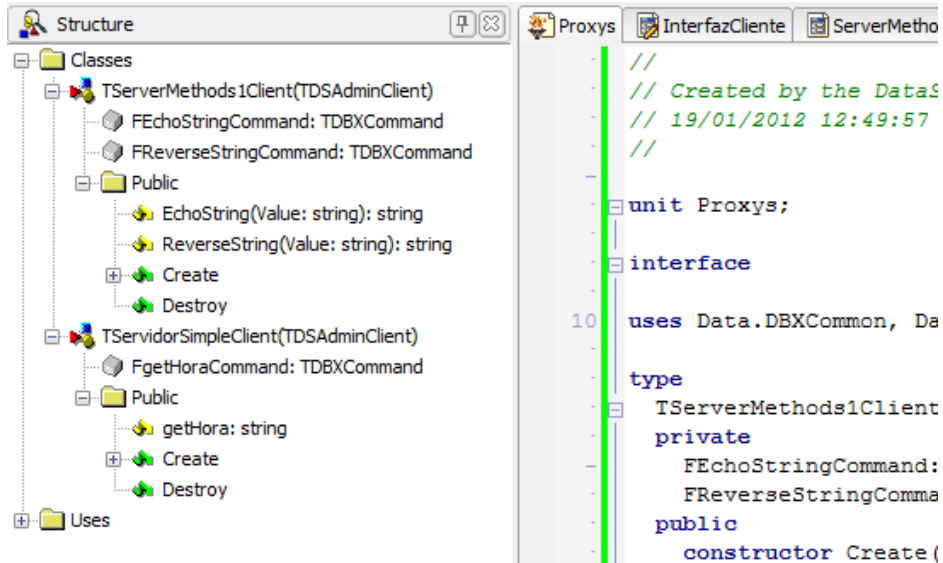 Structure
Classes
TServerMethods1Client(TDSAdminClient)
FEchoStringCommand: TDBXCommand
FReverseStringCommand: TDBXCommand
Public
EchoString(Value: string): string
ReverseString(Value: string): string
Create
Destroy
TServidorSimpleClient(TDSAdminClient)
FgetHoraCommand: TDBXCommand
Public
getHora: string
Create
Destroy
Uses
Proxys InterfazCliente ServerMetho
//
// Created by the DataS
// 19/01/2012 12:49:57
//
unit Proxys;
interface
10 uses Data.DBXCommon, Da
type
TServerMethods1Client
private
FEchoStringCommand:
FReverseStringComma
public
constructor Create(